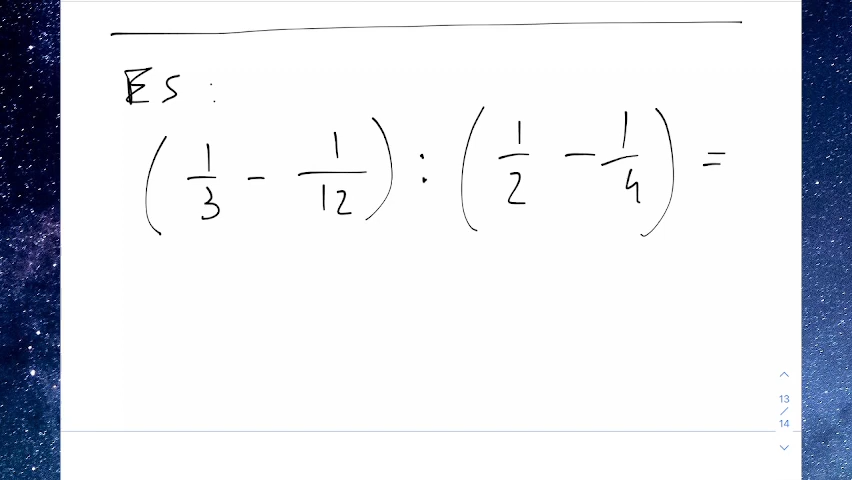 ES :
(1/3 - 1/12) : (1/2 - 1/4) =
13
/
14